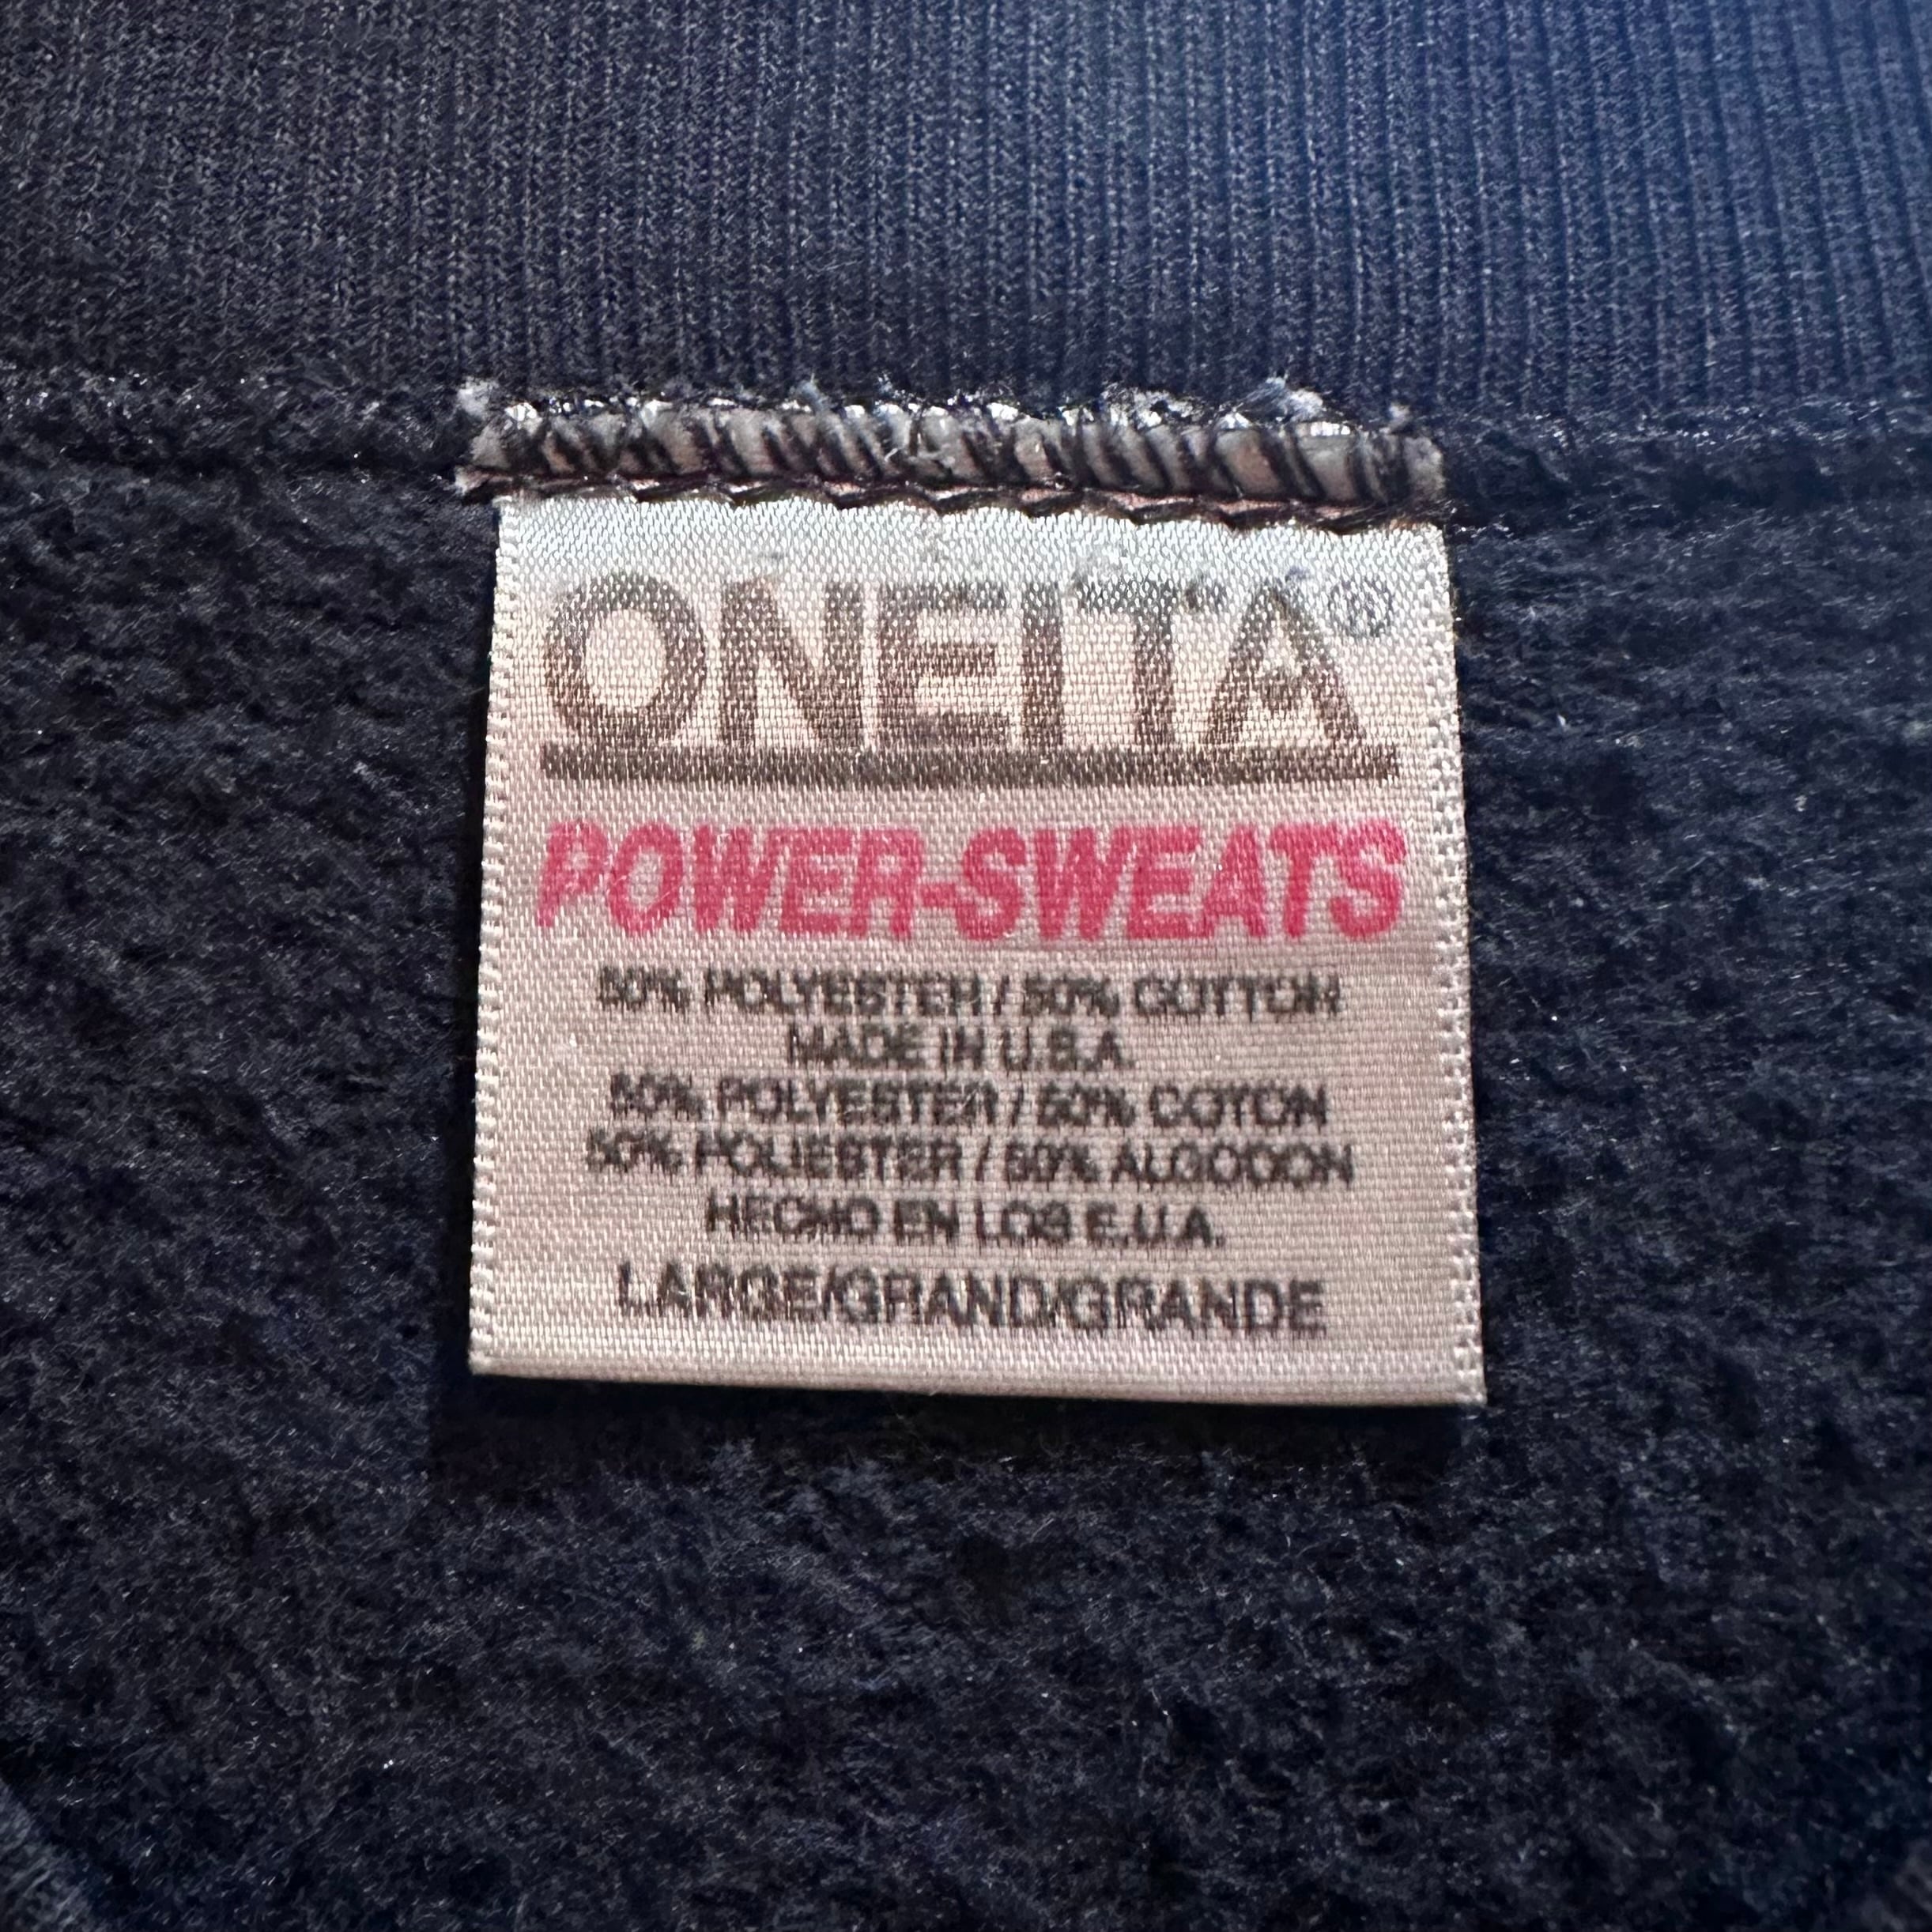 ONEITA®
POWER-SWEATS
50% POLYESTER / 50% COTTON
MADE IN U.S.A.
50% POLYESTER / 50% COTON
50% POLIESTER / 50% ALGODON
HECHO EN LOS E.U.A.
LARGE/GRAND/GRANDE